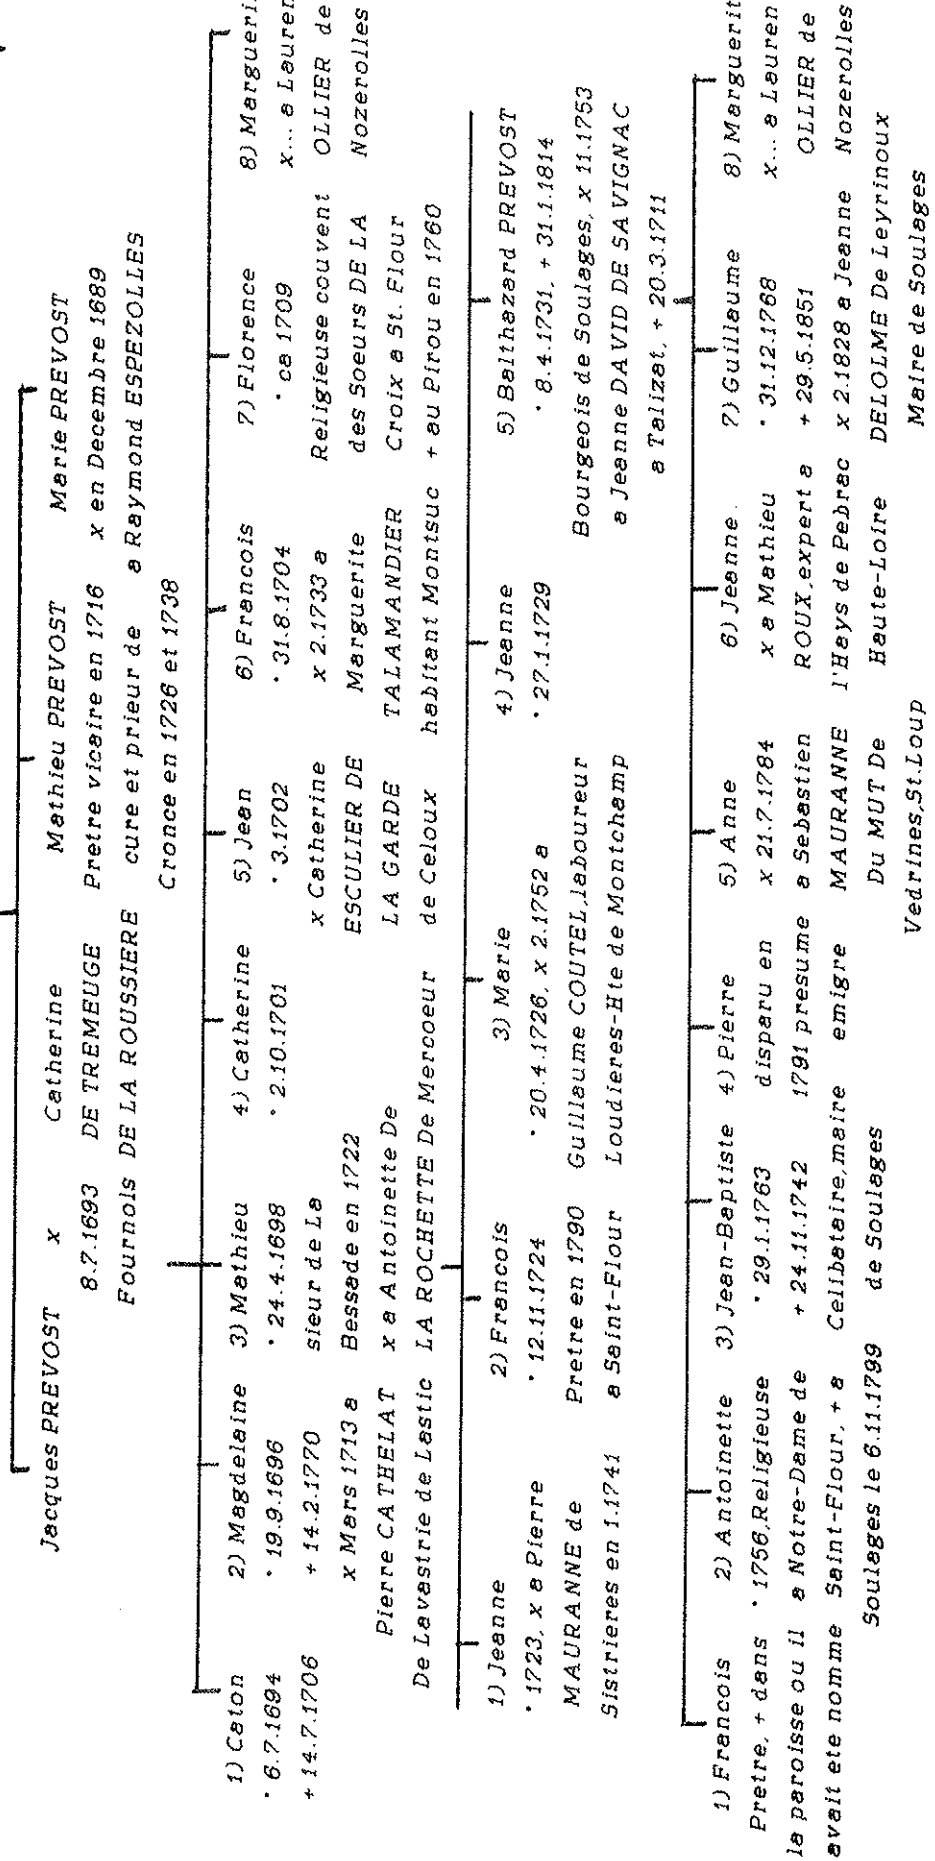 Jacques PREVOST x Catherine
8.7.1693 DE TREMEUGE
Fournols DE LA ROUSSIERE
Mathieu PREVOST
Pretre vicaire en 1716
cure et prieur de
Cronce en 1726 et 1738
Marie PREVOST
x en Decembre 1689
a Raymond ESPEZOLLES
1) Caton
· 6.7.1694
+ 14.7.1706
2) Magdelaine
· 19.9.1696
+ 14.2.1770
x Mars 1713 a
Pierre CATHELAT
De Lavastrie de Lastic
3) Mathieu
· 24.4.1698
sieur de La
Bessade en 1722
x a Antoinette De
LA ROCHETTE De Mercoeur
4) Catherine
· 2.10.1701
5) Jean
· 3.1702
x Catherine
ESCULIER DE
LA GARDE
de Celoux
6) Francois
· 31.8.1704
x 2.1733 a
Marguerite
TALAMANDIER
habitant Montsuc
7) Florence
· ca 1709
Religieuse couvent
des Soeurs DE LA
Croix a St. Flour
+ au Pirou en 1760
8) Margueri
x... a Lauren
OLLIER de
Nozerolles
1) Jeanne
· 1723, x a Pierre
MAURANNE de
Sistrieres en 1.1741
2) Francois
· 12.11.1724
Pretre en 1790
a Saint-Flour
3) Marie
· 20.4.1726, x 2.1752 a
Guillaume COUTEL,laboureur
Loudieres-Hte de Montchamp
4) Jeanne
· 27.1.1729
5) Balthazard PREVOST
· 8.4.1731, + 31.1.1814
Bourgeois de Soulages, x 11.1753
a Jeanne DAVID DE SAVIGNAC
a Talizat, + 20.3.1711
1) Francois
Pretre, + dans
la paroisse ou il
avait ete nomme
2) Antoinette
· 1756,Religieuse
a Notre-Dame de
Saint-Flour, + a
Soulages le 6.11.1799
3) Jean-Baptiste
· 29.1.1763
+ 24.11.1742
Celibataire,maire
de Soulages
4) Pierre
disparu en
1791 presume
emigre
5) Anne
x 21.7.1784
a Sebastien
MAURANNE
Du MUT De
Vedrines,St.Loup
6) Jeanne.
x a Mathieu
ROUX,expert a
l'Hays de Pebrac
Haute-Loire
7) Guillaume
· 31.12.1768
+ 29.5.1851
x 2.1828 a Jeanne
DELOLME De Leyrinoux
Maire de Soulages
8) Marguerit
x... a Lauren
OLLIER de
Nozerolles